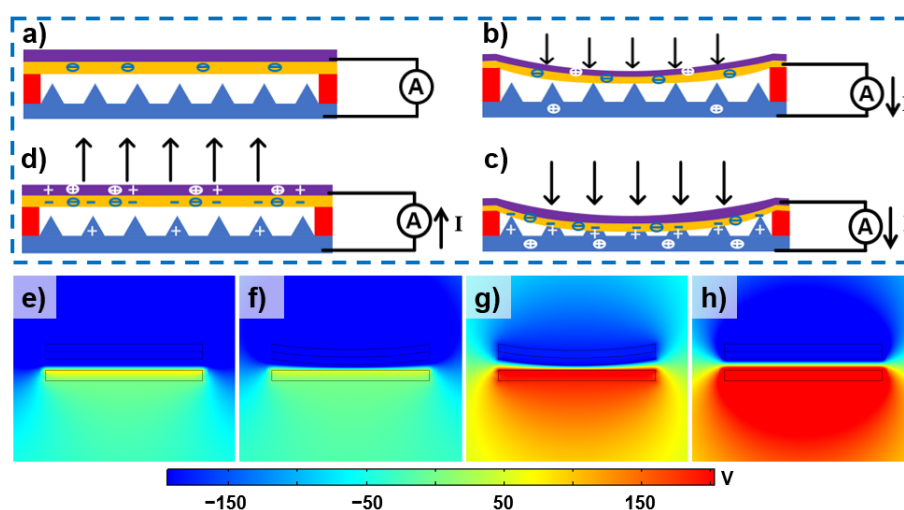 a)
A
b)
A
d)
+ ⊕ ⊕ + ⊕ ⊕ +
− ⊖ ⊖ − − ⊖ − ⊖ −
+ + +
A
I
c)
A
e)
f)
g)
h)
V
−150
−50
50
150